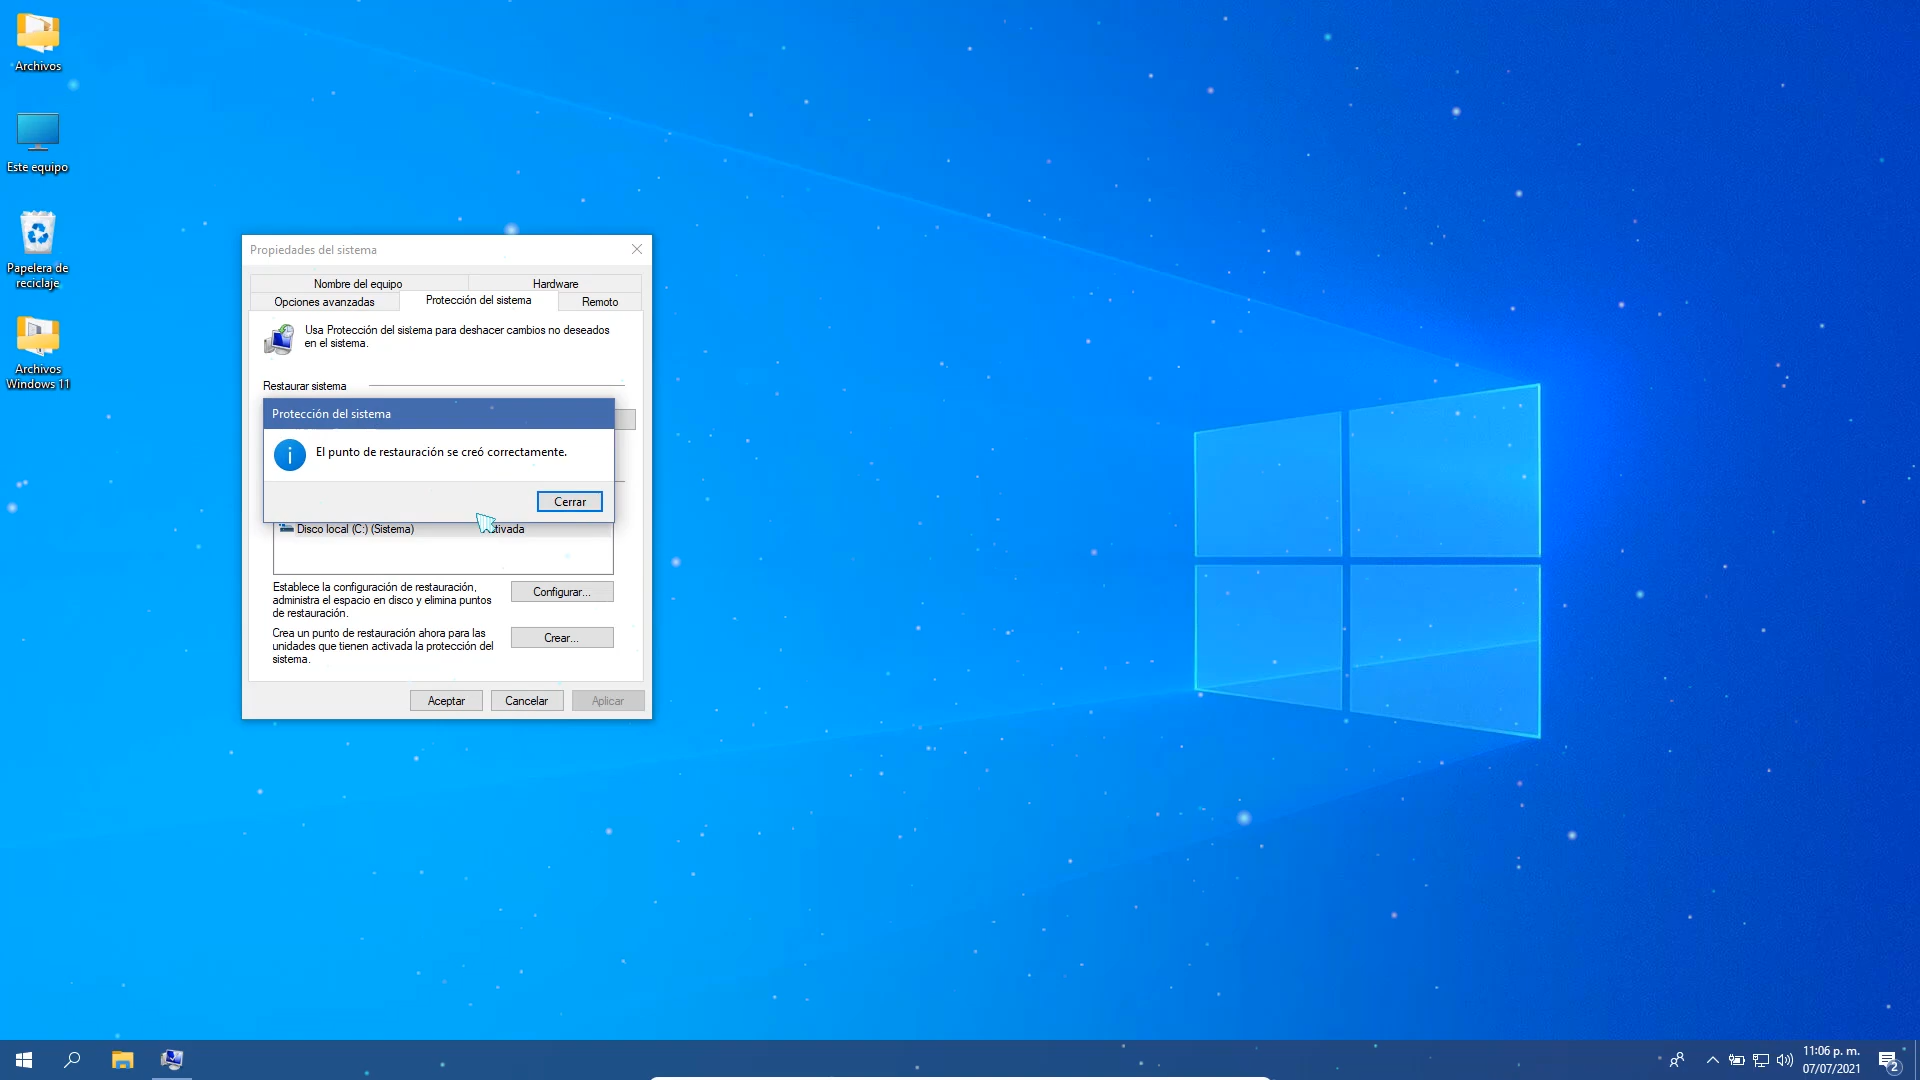 Archivos
Este equipo
Papelera de
reciclaje
Archivos
Windows 11
Propiedades del sistema
Nombre del equipo
Hardware
Opciones avanzadas
Protección del sistema
Remoto
Usa Protección del sistema para deshacer cambios no deseados
en el sistema.
Restaurar sistema
Protección del sistema
El punto de restauración se creó correctamente.
Cerrar
Disco local (C:) (Sistema)
Establece la configuración de restauración,
administra el espacio en disco y elimina puntos
de restauración.
Configurar...
Crea un punto de restauración ahora para las
unidades que tienen activada la protección del
sistema.
Crear...
Aceptar
Cancelar
Aplicar
11:06 p. m.
07/07/2021
2